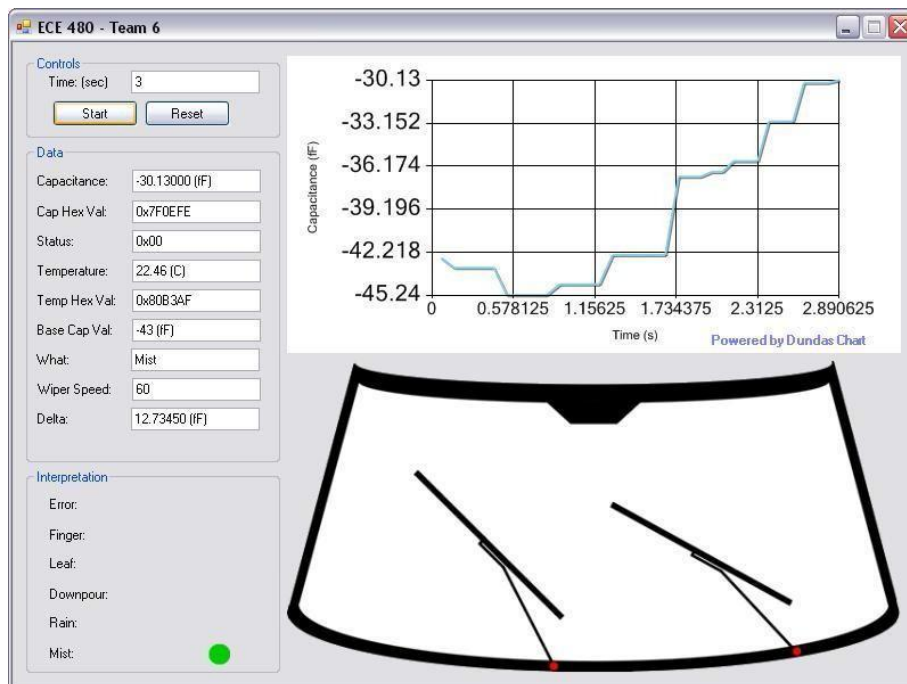 ECE 480 - Team 6
Controls
Time: (sec) 3
Start Reset
Data
Capacitance: -30.13000 (fF)
Cap Hex Val: 0x7F0EFE
Status: 0x00
Temperature: 22.46 (C)
Temp Hex Val: 0x80B3AF
Base Cap Val: -43 (fF)
What: Mist
Wiper Speed: 60
Delta: 12.73450 (fF)
Interpretation
Error:
Finger:
Leaf:
Downpour:
Rain:
Mist:
Capacitance (fF)
-30.13
-33.152
-36.174
-39.196
-42.218
-45.24
0 0.578125 1.15625 1.734375 2.3125 2.890625
Time (s)
Powered by Dundas Chart